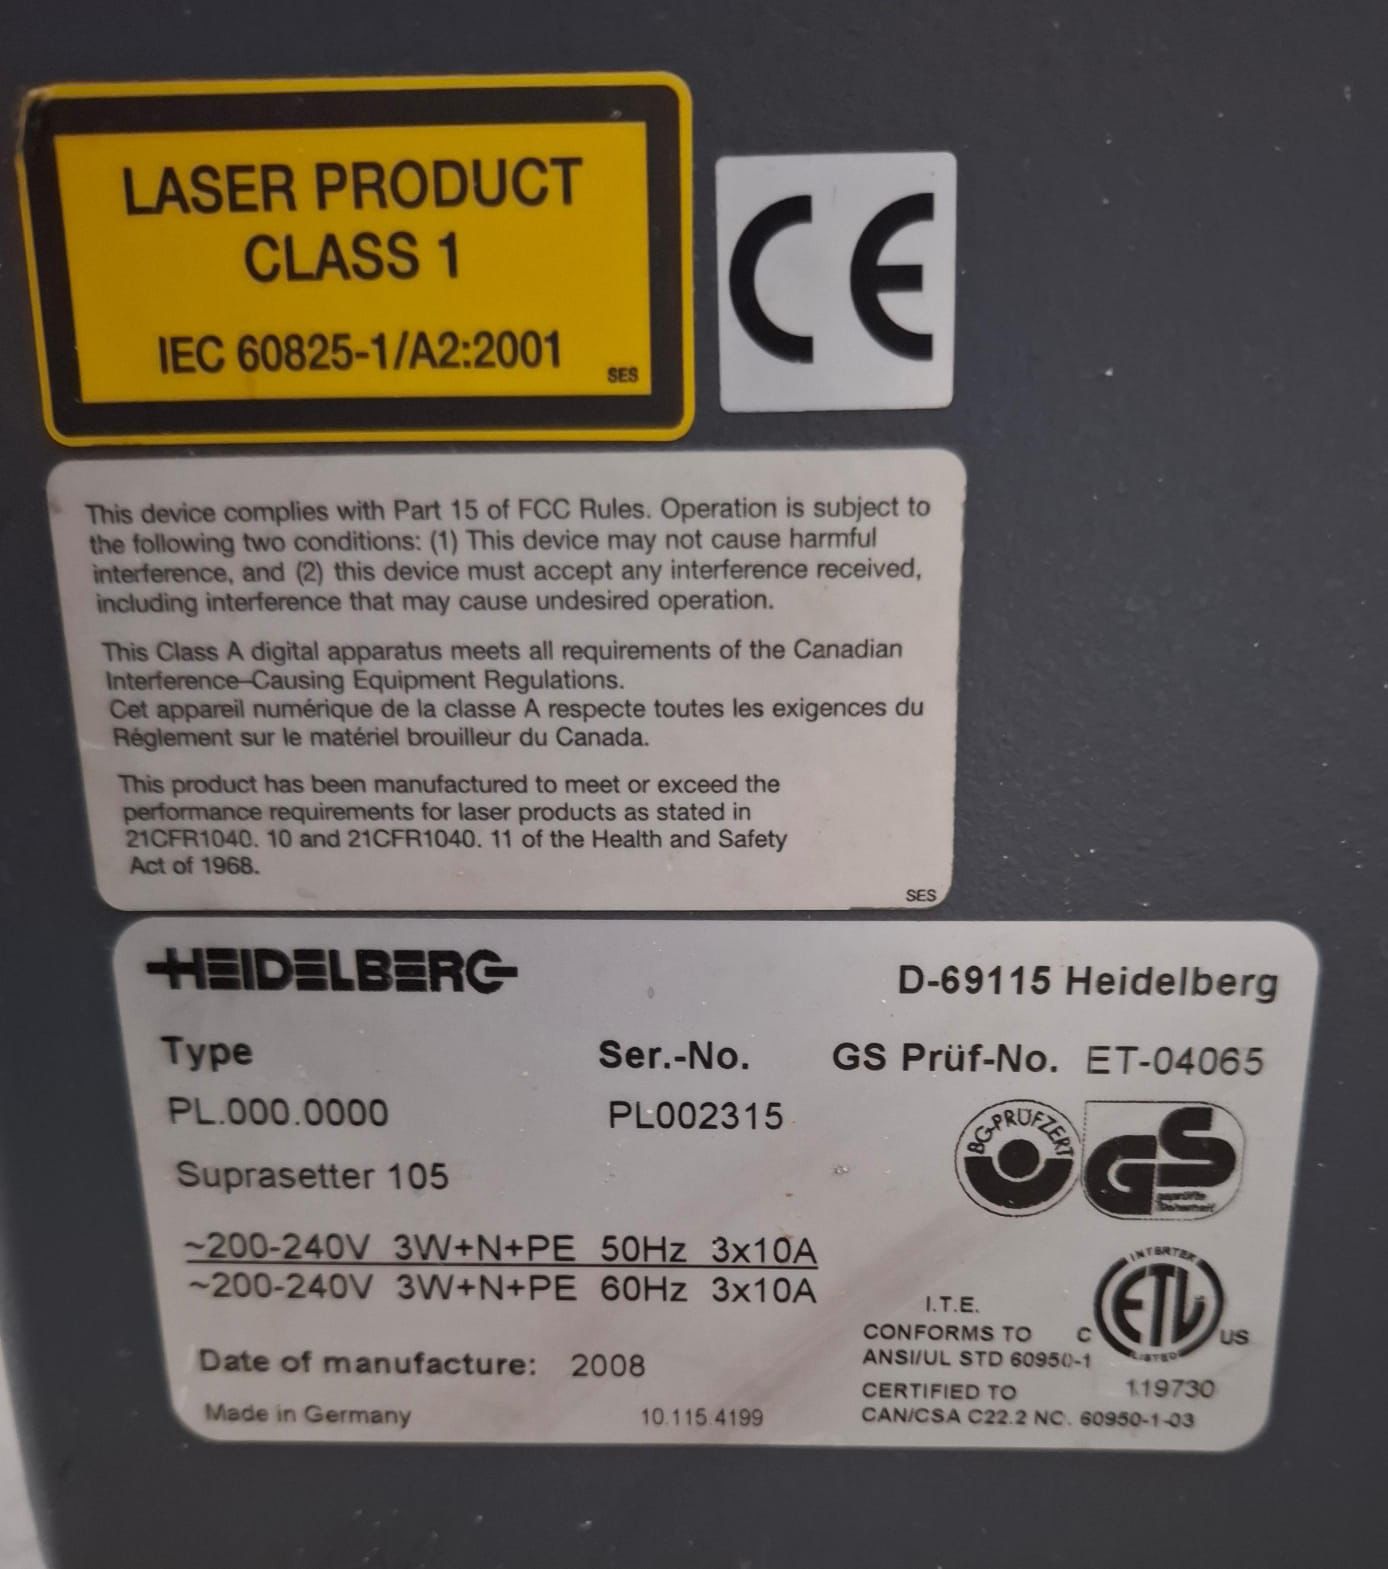 LASER PRODUCT
CLASS 1
IEC 60825-1/A2:2001
SES
CE
This device complies with Part 15 of FCC Rules. Operation is subject to
the following two conditions: (1) This device may not cause harmful
interference, and (2) this device must accept any interference received,
including interference that may cause undesired operation.
This Class A digital apparatus meets all requirements of the Canadian
Interference-Causing Equipment Regulations.
Cet appareil numérique de la classe A respecte toutes les exigences du
Réglement sur le matériel brouilleur du Canada.
This product has been manufactured to meet or exceed the
performance requirements for laser products as stated in
21CFR1040. 10 and 21CFR1040. 11 of the Health and Safety
Act of 1968.
SES
HEIDELBERG
D-69115 Heidelberg
Type
Ser.-No.
GS Prüf-No. ET-04065
PL.000.0000
PL002315
BG-PRÜFZERT
GS
geprüfte
Sicherheit
Suprasetter 105
~200-240V 3W+N+PE 50Hz 3x10A
~200-240V 3W+N+PE 60Hz 3x10A
INTERTEK
C ETL US
LISTED
I.T.E.
CONFORMS TO
ANSI/UL STD 60950-1
Date of manufacture: 2008
CERTIFIED TO
119730
Made in Germany
10.115.4199
CAN/CSA C22.2 NC. 60950-1-03